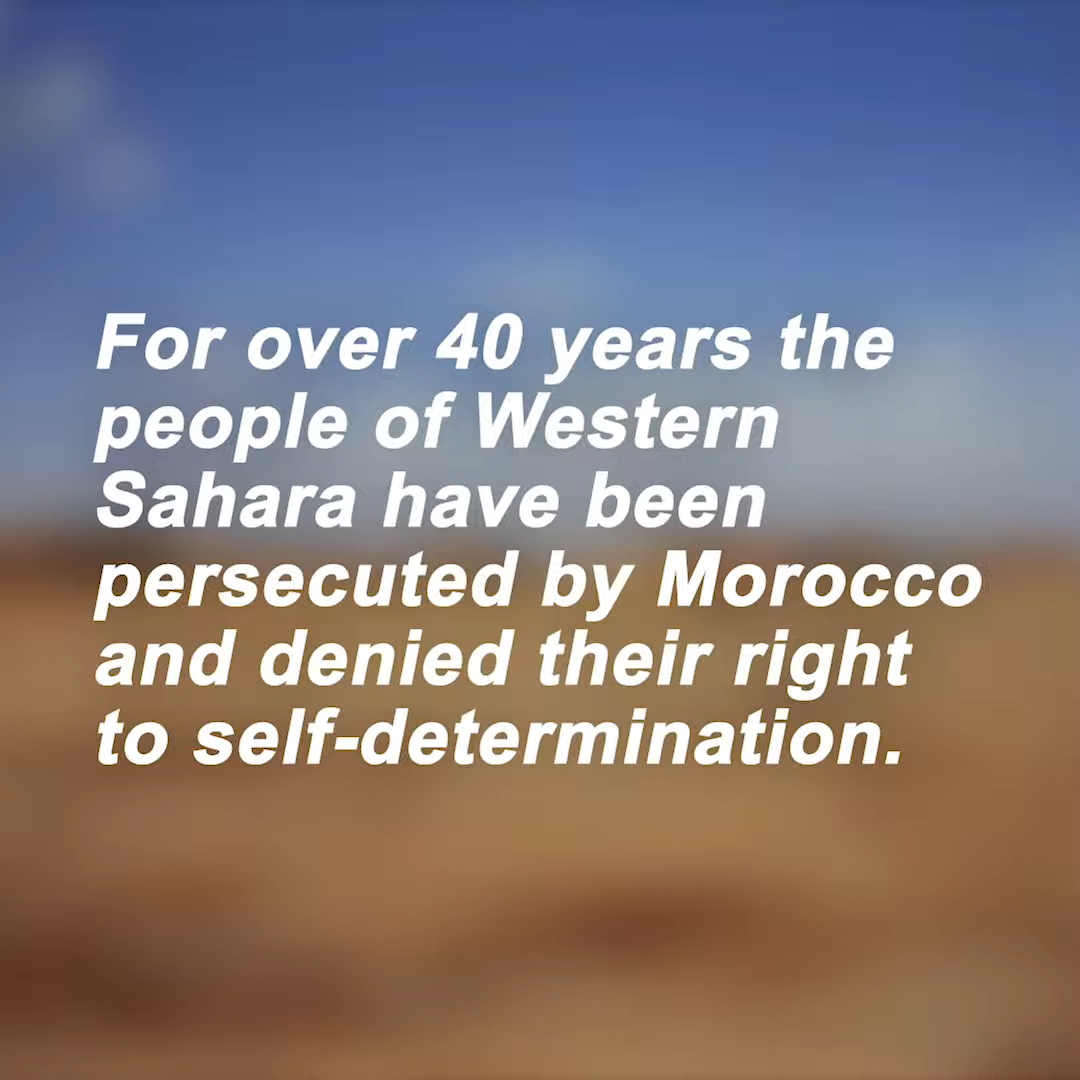 For over 40 years the
people of Western
Sahara have been
persecuted by Morocco
and denied their right
to self-determination.